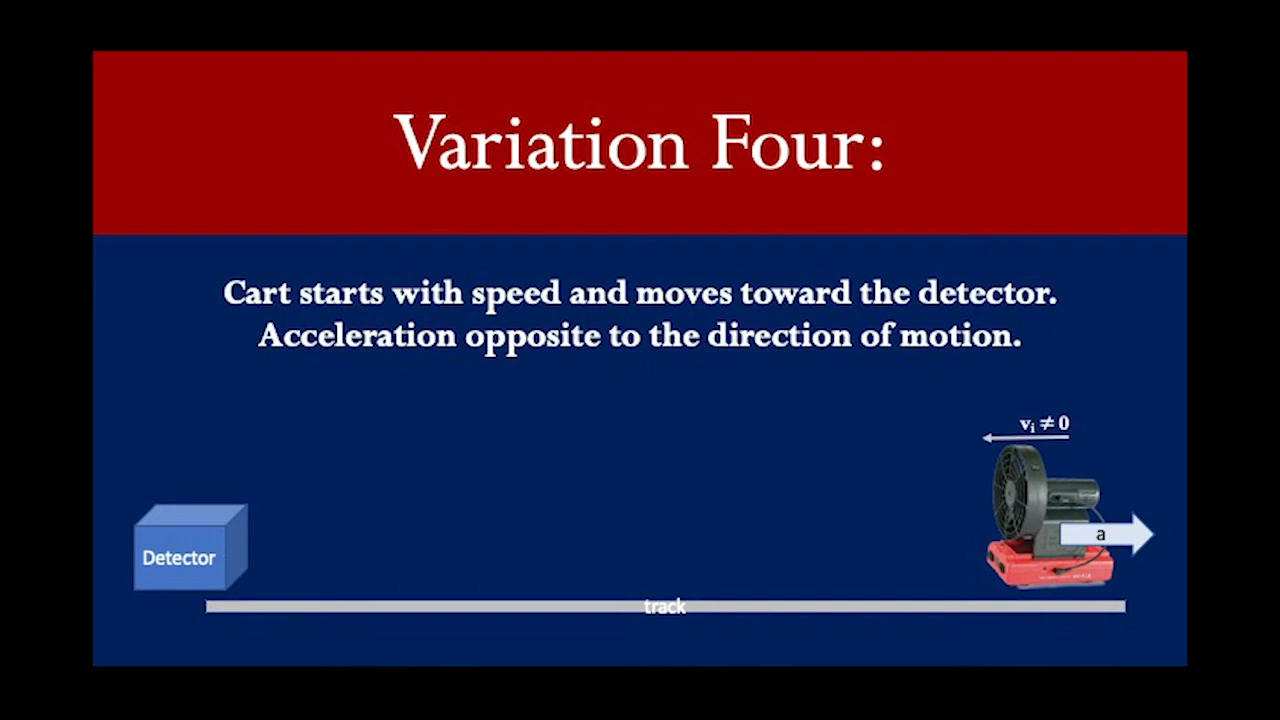 Variation Four:
Cart starts with speed and moves toward the detector.
Acceleration opposite to the direction of motion.
vᵢ ≠ 0
a
Detector
track